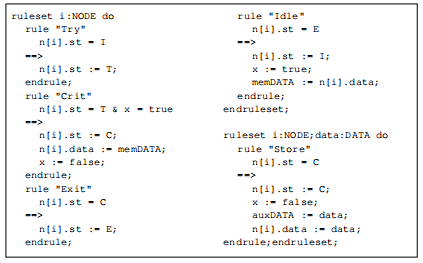 ruleset i:NODE do
rule "Try"
n[i].st = I
==>
n[i].st := T;
endrule;
rule "Crit"
n[i].st = T & x = true
==>
n[i].st := C;
n[i].data := memDATA;
x := false;
endrule;
rule "Exit"
n[i].st = C
==>
n[i].st := E;
endrule;
rule "Idle"
n[i].st = E
==>
n[i].st := I;
x := true;
memDATA := n[i].data;
endrule;
endruleset;
ruleset i:NODE;data:DATA do
rule "Store"
n[i].st = C
==>
n[i].st := C;
x := false;
auxDATA := data;
n[i].data := data;
endrule;endruleset;